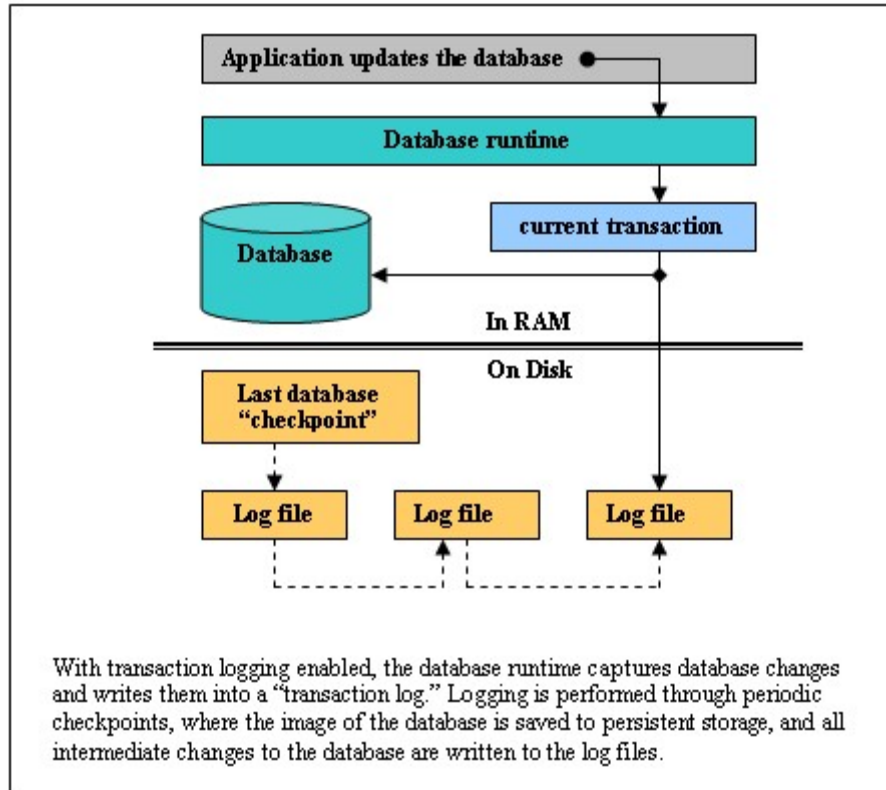 Application updates the database
Database runtime
current transaction
Database
In RAM
On Disk
Last database
“checkpoint”
Log file
Log file
Log file
With transaction logging enabled, the database runtime captures database changes
and writes them into a “transaction log.” Logging is performed through periodic
checkpoints, where the image of the database is saved to persistent storage, and all
intermediate changes to the database are written to the log files.